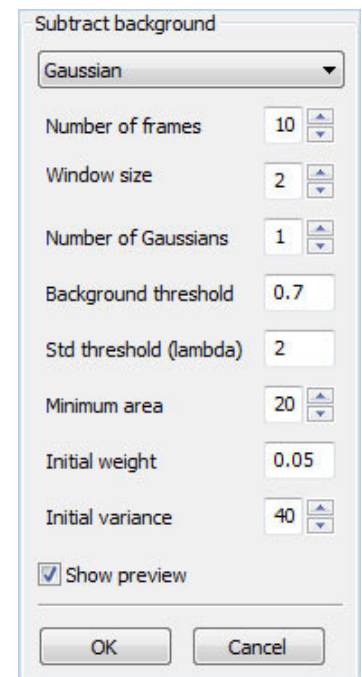 Subtract background
Gaussian
Number of frames 10
Window size 2
Number of Gaussians 1
Background threshold 0.7
Std threshold (lambda) 2
Minimum area 20
Initial weight 0.05
Initial variance 40
Show preview
OK Cancel